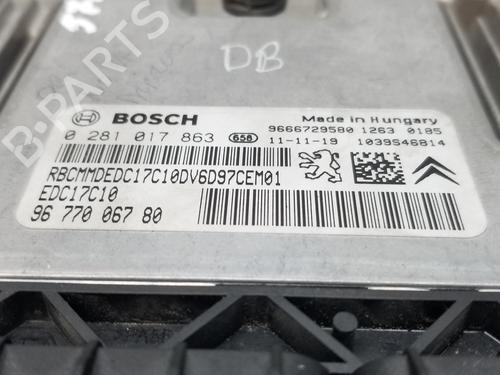 DB
B-PARTS
BOSCH
Made in Hungary
0 281 017 863 658
9666729580 1263 0185
11-11-19 1039S46814
RBCMMDEDC17C10DV6D97CEM01
EDC17C10
96 770 067 80